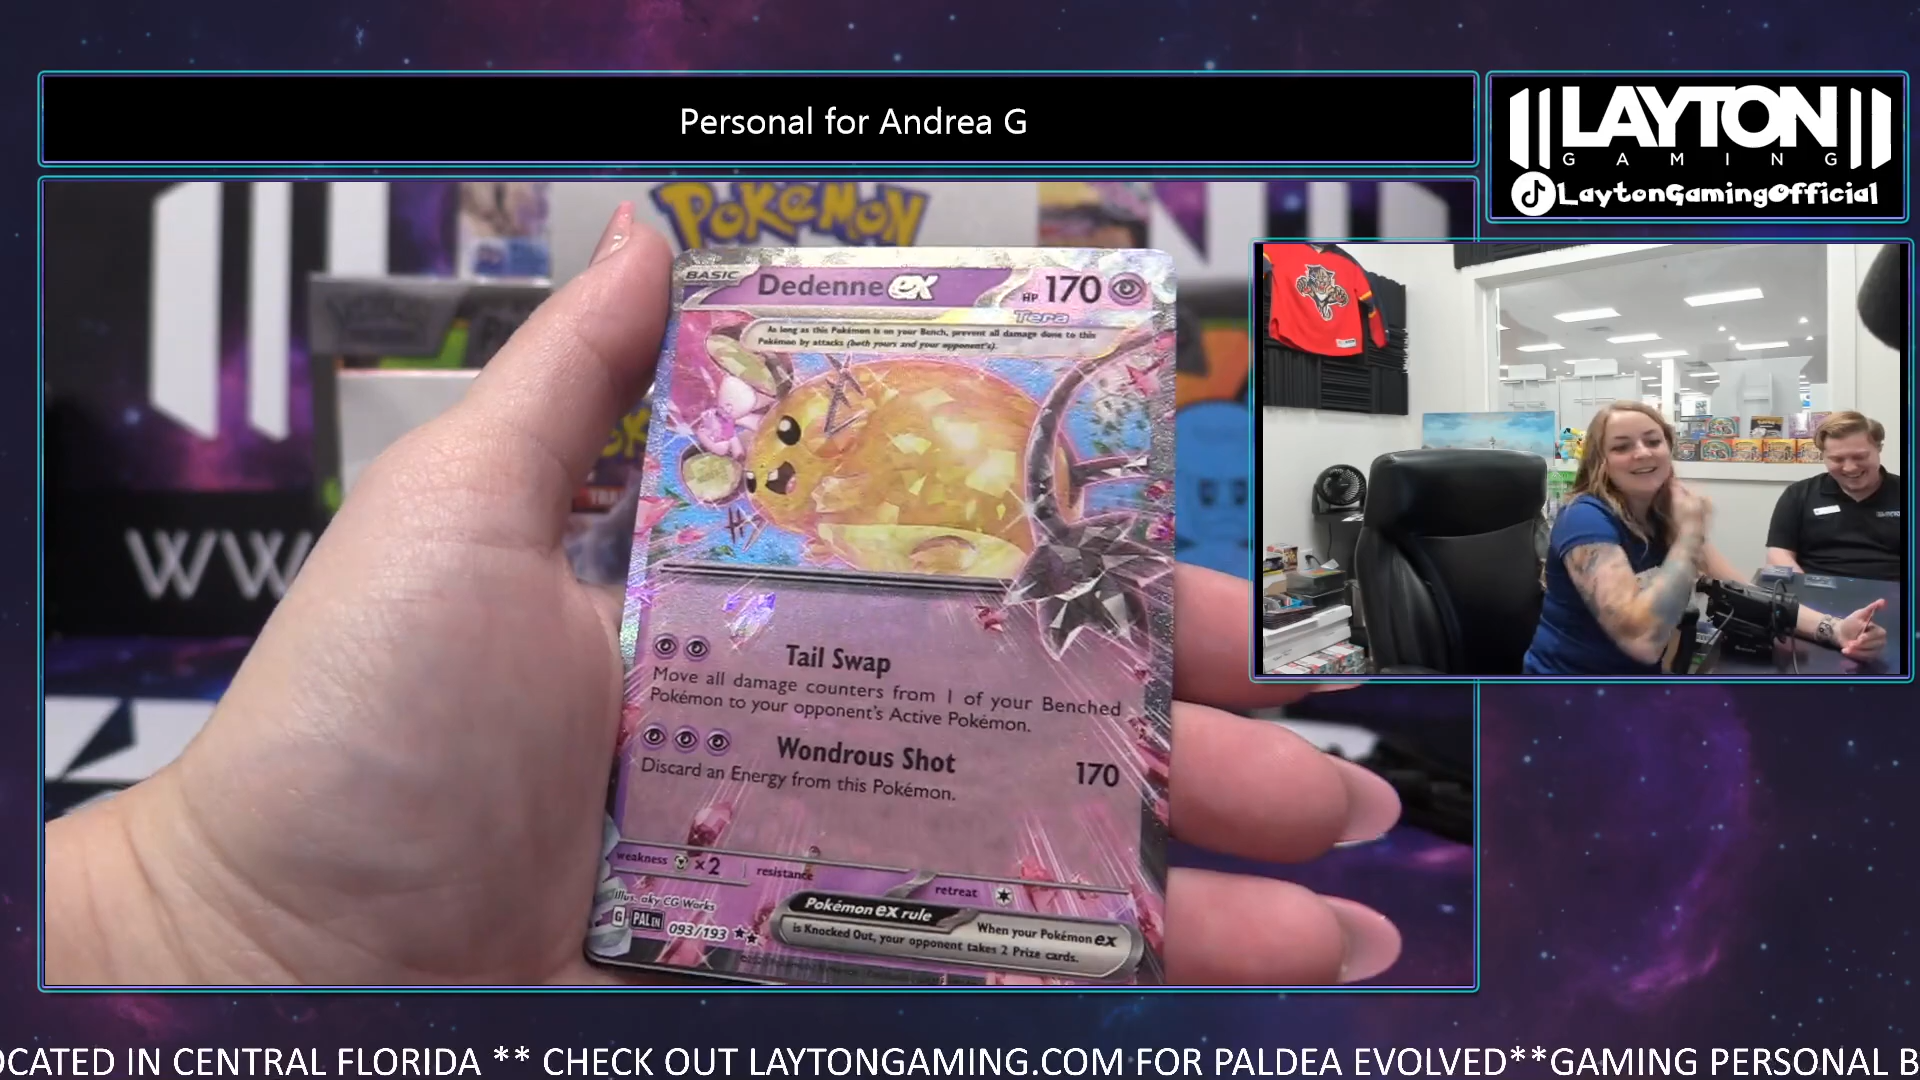 Personal for Andrea G
LAYTON
GAMING
LaytonGamingOfficial
POKéMON
WW
BASIC Dedenne ex HP 170
Tera
As long as this Pokémon is on your Bench, prevent all damage done to this
Pokémon by attacks (both yours and your opponent's).
Tail Swap
Move all damage counters from 1 of your Benched
Pokémon to your opponent's Active Pokémon.
Wondrous Shot 170
Discard an Energy from this Pokémon.
weakness ×2 resistance retreat
Illus. aky CG Works
G PAL EN 093/193
Pokémon ex rule When your Pokémon ex
is Knocked Out, your opponent takes 2 Prize cards.
OCATED IN CENTRAL FLORIDA ** CHECK OUT LAYTONGAMING.COM FOR PALDEA EVOLVED**GAMING PERSONAL B